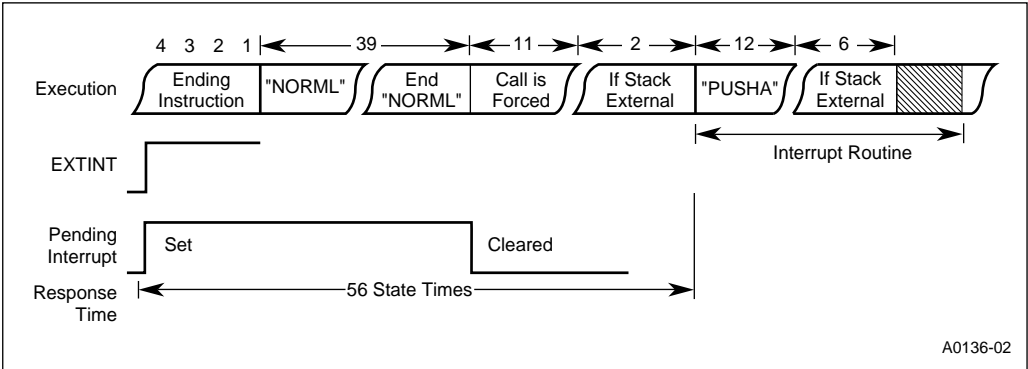 4 3 2 1 39 11 2 12 6
Execution
Ending
Instruction
"NORML"
End
"NORML"
Call is
Forced
If Stack
External
"PUSHA"
If Stack
External
Interrupt Routine
EXTINT
Pending
Interrupt
Set
Cleared
Response
Time
56 State Times
A0136-02